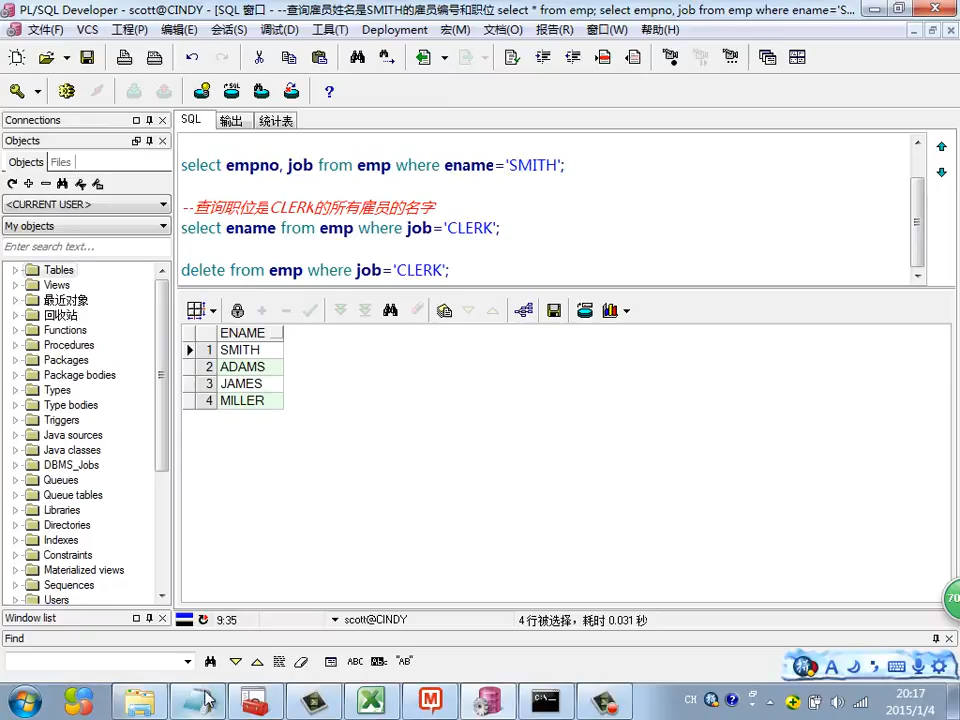 PL/SQL Developer - scott@CINDY - [SQL 窗口 - --查询雇员姓名是SMITH的雇员编号和职位 select * from emp; select empno, job from emp where ename='S...
文件(F) VCS 工程(P) 编辑(E) 会话(S) 调试(D) 工具(T) Deployment 宏(M) 文档(O) 报告(R) 窗口(W) 帮助(H)
Connections
SQL 输出 统计表
Objects
Objects Files
<CURRENT USER>
My objects
Enter search text...
select empno, job from emp where ename='SMITH';
--查询职位是CLERK的所有雇员的名字
select ename from emp where job='CLERK';
delete from emp where job='CLERK';
Tables
Views
最近对象
回收站
Functions
Procedures
Packages
Package bodies
Types
Type bodies
Triggers
Java sources
Java classes
DBMS_Jobs
Queues
Queue tables
Libraries
Directories
Indexes
Constraints
Materialized views
Sequences
Users
ENAME
1 SMITH
2 ADAMS
3 JAMES
4 MILLER
70
Window list
9:35 scott@CINDY 4 行被选择，耗时 0.031 秒
Find
ABC "AB"
CH
20:17
2015/1/4